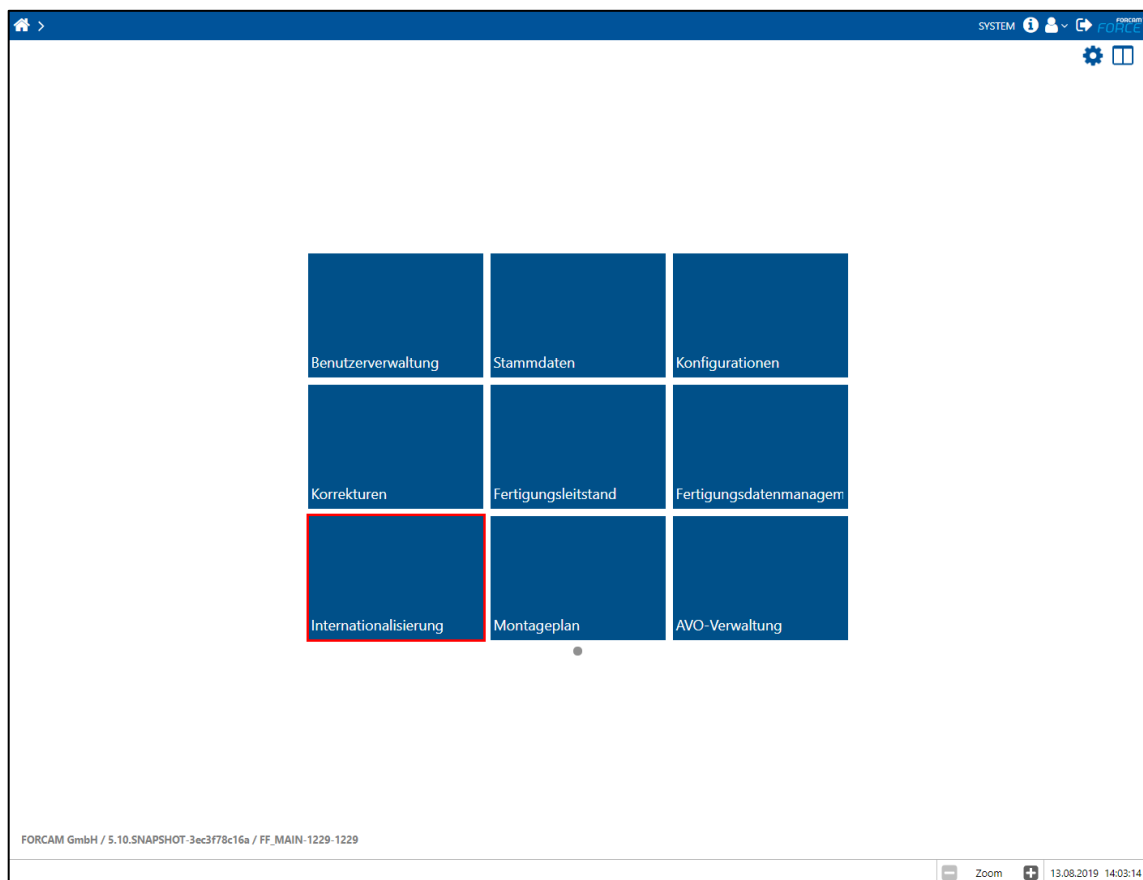 SYSTEM
FORCAM
FORCE
Benutzerverwaltung
Stammdaten
Konfigurationen
Korrekturen
Fertigungsleitstand
Fertigungsdatenmanagem
Internationalisierung
Montageplan
AVO-Verwaltung
FORCAM GmbH / 5.10.SNAPSHOT-3ec3f78c16a / FF_MAIN-1229-1229
Zoom
13.08.2019 14:03:14